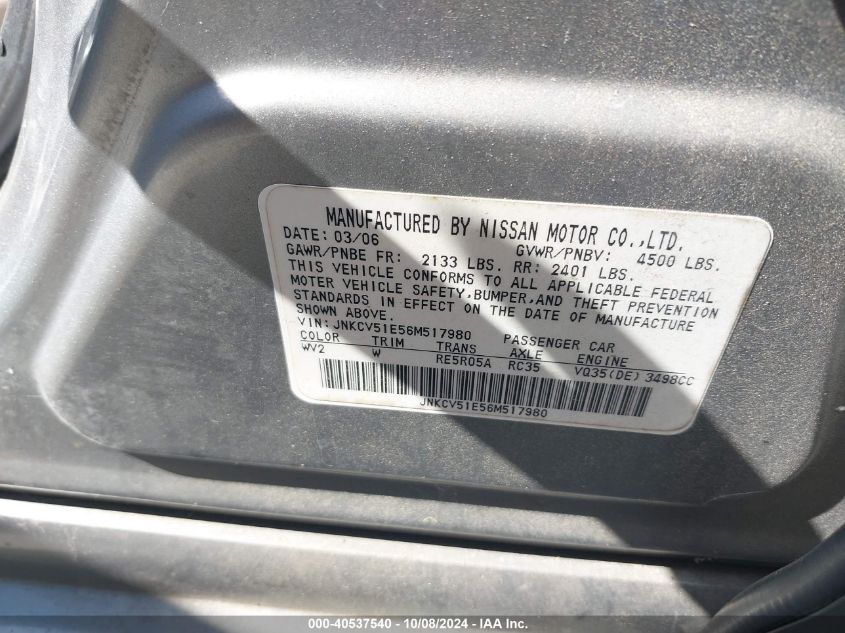 MANUFACTURED BY NISSAN MOTOR CO.,LTD.
DATE: 03/06 GVWR/PNBV: 4500 LBS.
GAWR/PNBE FR: 2133 LBS. RR: 2401 LBS.
THIS VEHICLE CONFORMS TO ALL APPLICABLE FEDERAL
MOTER VEHICLE SAFETY,BUMPER,AND THEFT PREVENTION
STANDARDS IN EFFECT ON THE DATE OF MANUFACTURE
SHOWN ABOVE.
VIN: JNKCV51E56M517980 PASSENGER CAR
COLOR TRIM TRANS AXLE ENGINE
WV2 W RE5R05A RC35 VQ35(DE) 3498CC
JNKCV51E56M517980
000-40537540 - 10/08/2024 - IAA Inc.